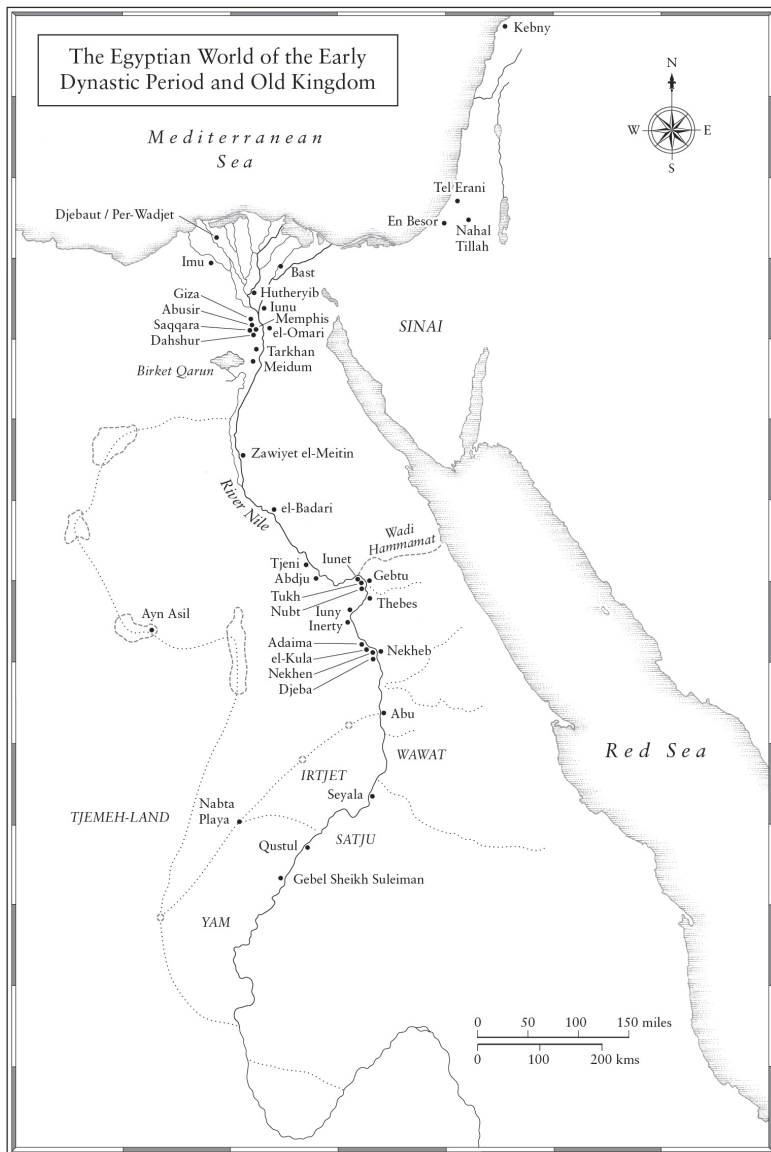 The Egyptian World of the Early
Dynastic Period and Old Kingdom
Kebny
N
W
E
S
Mediterranean
Sea
Tel Erani
Djebaut / Per-Wadjet
En Besor
Nahal
Tillah
Imu
Bast
Giza
Hutheryib
Abusir
Iunu
Saqqara
Memphis
Dahshur
el-Omari
SINAI
Tarkhan
Birket Qarun
Meidum
Zawiyet el-Meitin
River Nile
el-Badari
Wadi
Hammamat
Tjeni
Iunet
Abdju
Gebtu
Tukh
Nubt
Thebes
Ayn Asil
Iuny
Inerty
Adaima
el-Kula
Nekheb
Nekhen
Djeba
Abu
WAWAT
Red Sea
IRTJET
Seyala
Nabta
Playa
TJEMEH-LAND
SATJU
Qustul
Gebel Sheikh Suleiman
YAM
0 50 100 150 miles
0 100 200 kms